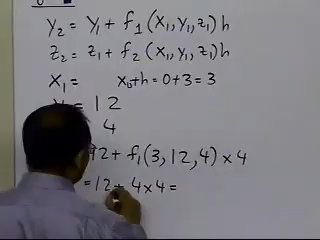 y₂ = y₁ + f₁(x₁, y₁, z₁)h
z₂ = z₁ + f₂(x₁, y₁, z₁)h
x₁ = x₀+h = 0+3 = 3
= 12
4
12 + f₁(3, 12, 4) × 4
= 12 + 4×4 =